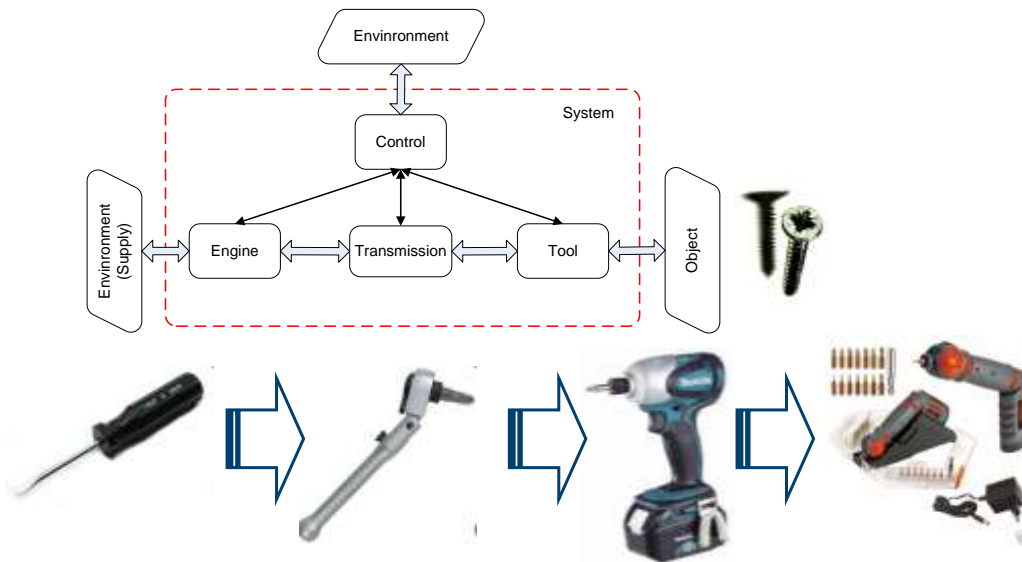 Envinronment
System
Control
Envinronment
(Supply)
Engine
Transmission
Tool
Object